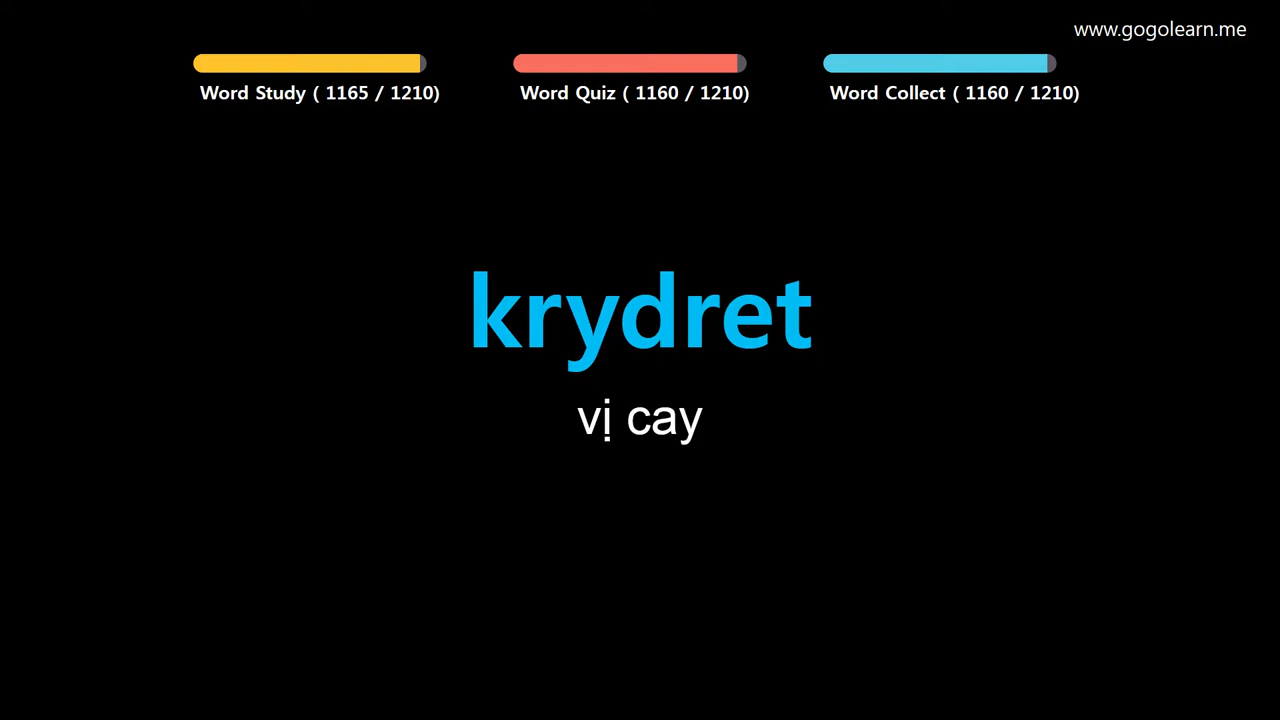 www.gogolearn.me
Word Study ( 1165 / 1210)
Word Quiz ( 1160 / 1210)
Word Collect ( 1160 / 1210)
krydret
vị cay